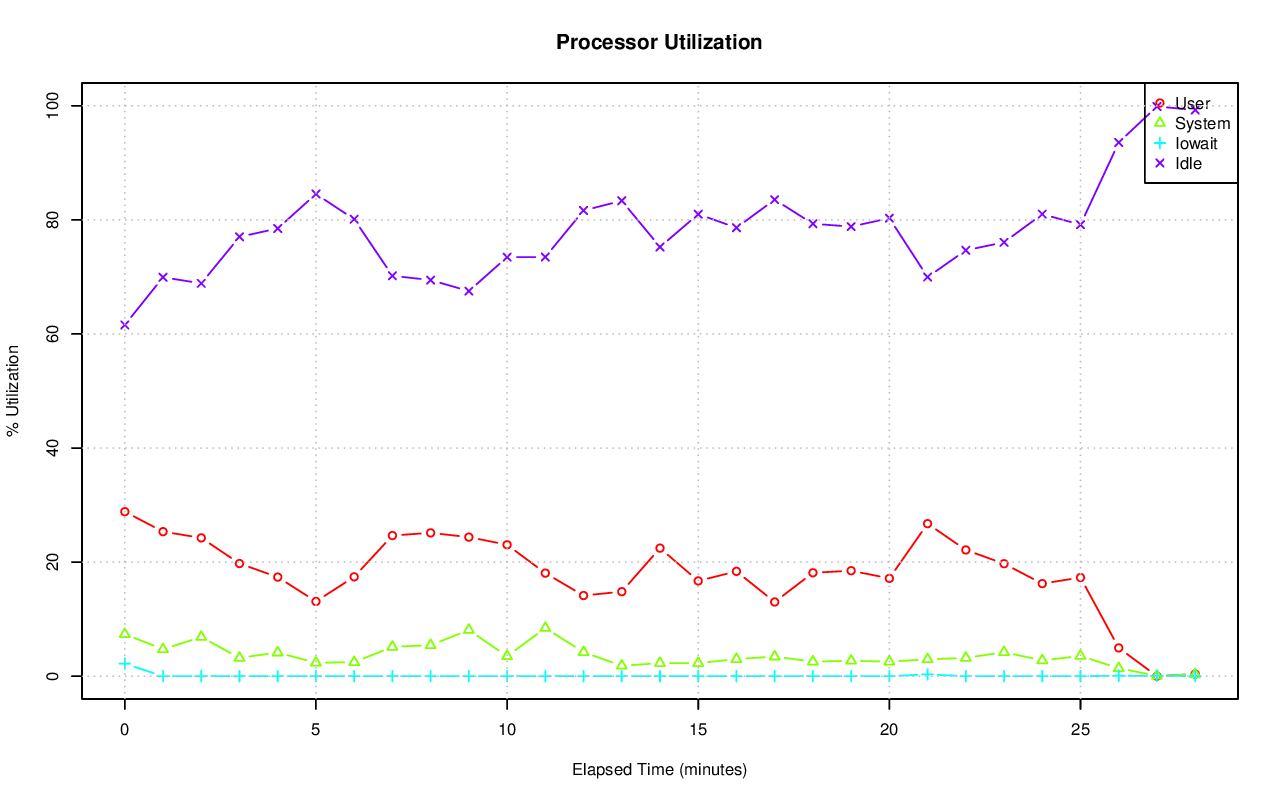 Processor Utilization
% Utilization
100
80
60
40
20
0
User
System
Iowait
Idle
0 5 10 15 20 25
Elapsed Time (minutes)